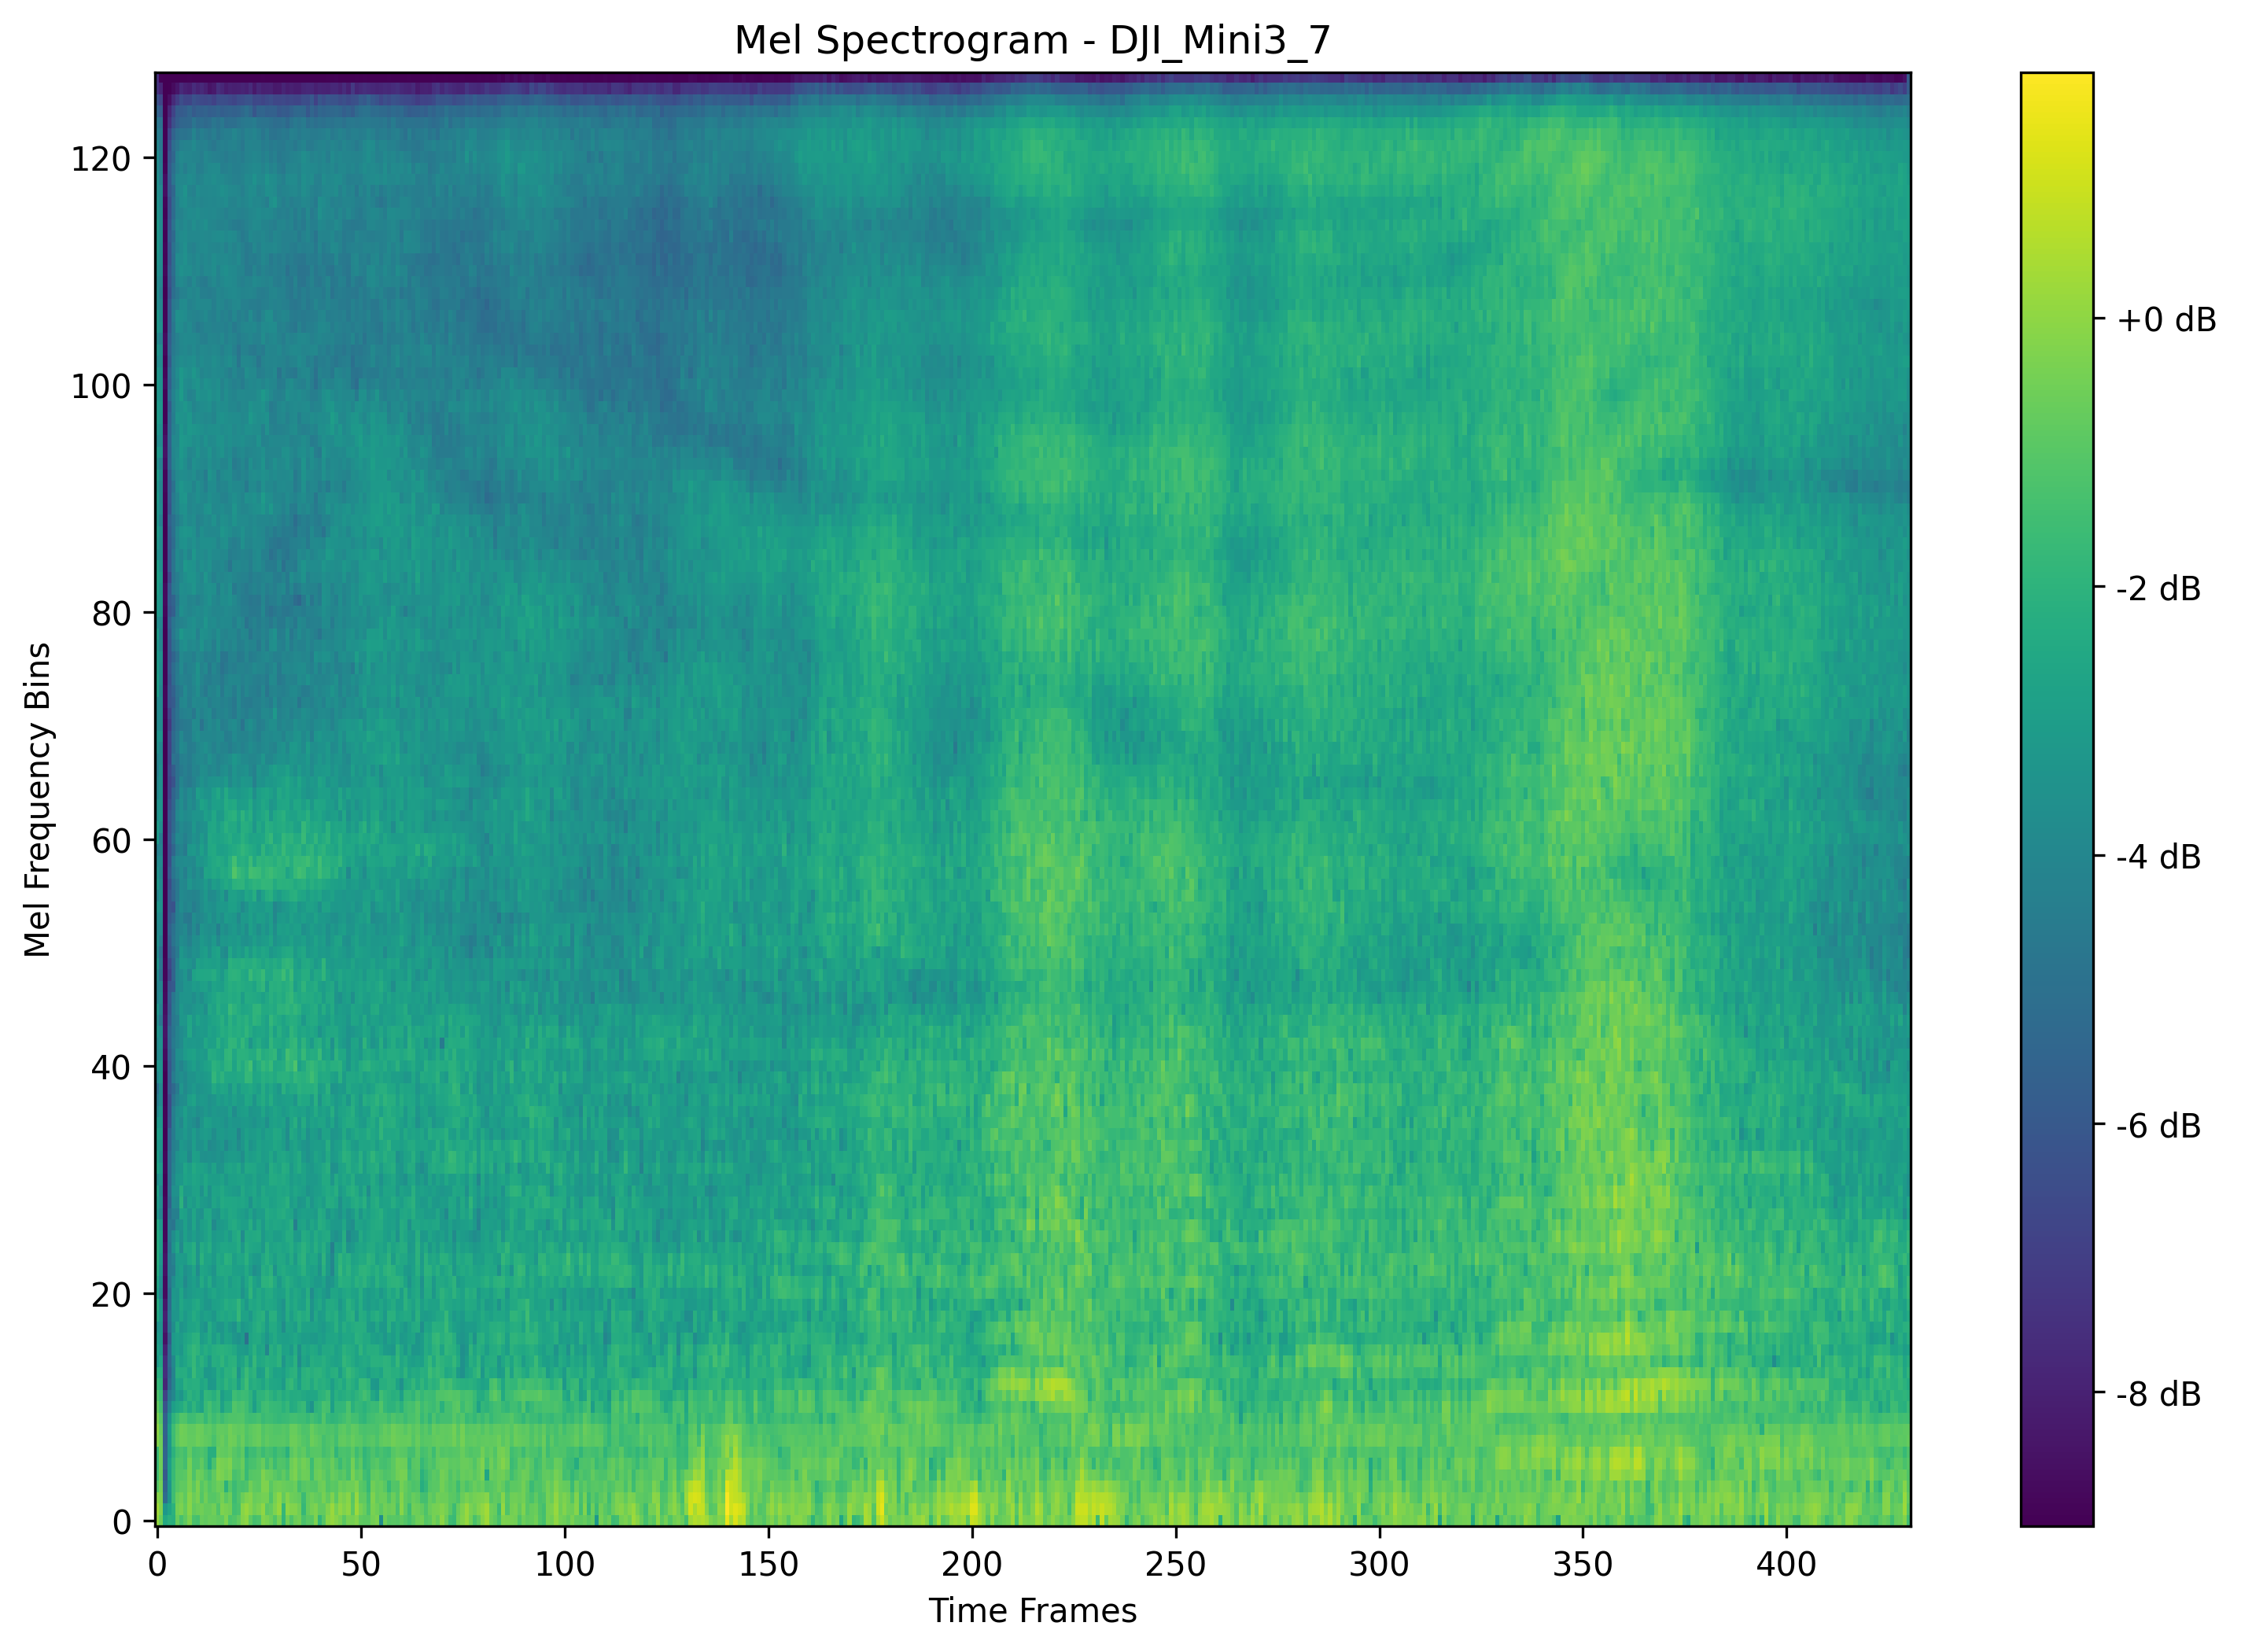 Mel Spectrogram - DJI_Mini3_7
120
100
80
60
40
20
0
Mel Frequency Bins
0 50 100 150 200 250 300 350 400
Time Frames
+0 dB
-2 dB
-4 dB
-6 dB
-8 dB